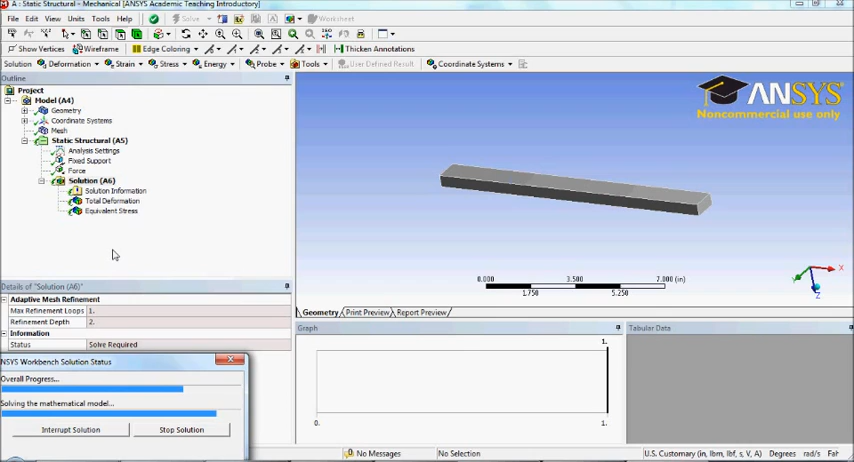 A : Static Structural - Mechanical [ANSYS Academic Teaching Introductory]
File Edit View Units Tools Help Solve Worksheet
Show Vertices Wireframe Edge Coloring Thicken Annotations
Solution Deformation Strain Stress Energy Probe Tools User Defined Result Coordinate Systems
Outline
Project
Model (A4)
Geometry
Coordinate Systems
Mesh
Static Structural (A5)
Analysis Settings
Fixed Support
Force
Solution (A6)
Solution Information
Total Deformation
Equivalent Stress
Details of "Solution (A6)"
Adaptive Mesh Refinement
Max Refinement Loops 1.
Refinement Depth 2.
Information
Status Solve Required
NSYS Workbench Solution Status
Overall Progress...
Solving the mathematical model...
Interrupt Solution Stop Solution
ANSYS
Noncommercial use only
0.000 3.500 7.000 (in)
1.750 5.250
X
Y
Z
Geometry Print Preview Report Preview
Graph
1.
0. 1.
Tabular Data
No Messages No Selection U.S. Customary (in, lbm, lbf, s, V, A) Degrees rad/s Fah